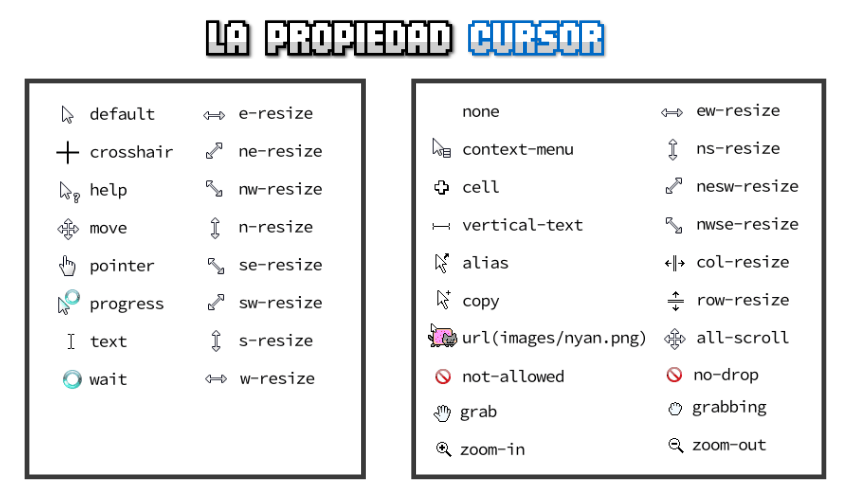 LA PROPIEDAD CURSOR
default
crosshair
help
move
pointer
progress
text
wait
e-resize
ne-resize
nw-resize
n-resize
se-resize
sw-resize
s-resize
w-resize
none
context-menu
cell
vertical-text
alias
copy
url(images/nyan.png)
not-allowed
grab
zoom-in
ew-resize
ns-resize
nesw-resize
nwse-resize
col-resize
row-resize
all-scroll
no-drop
grabbing
zoom-out